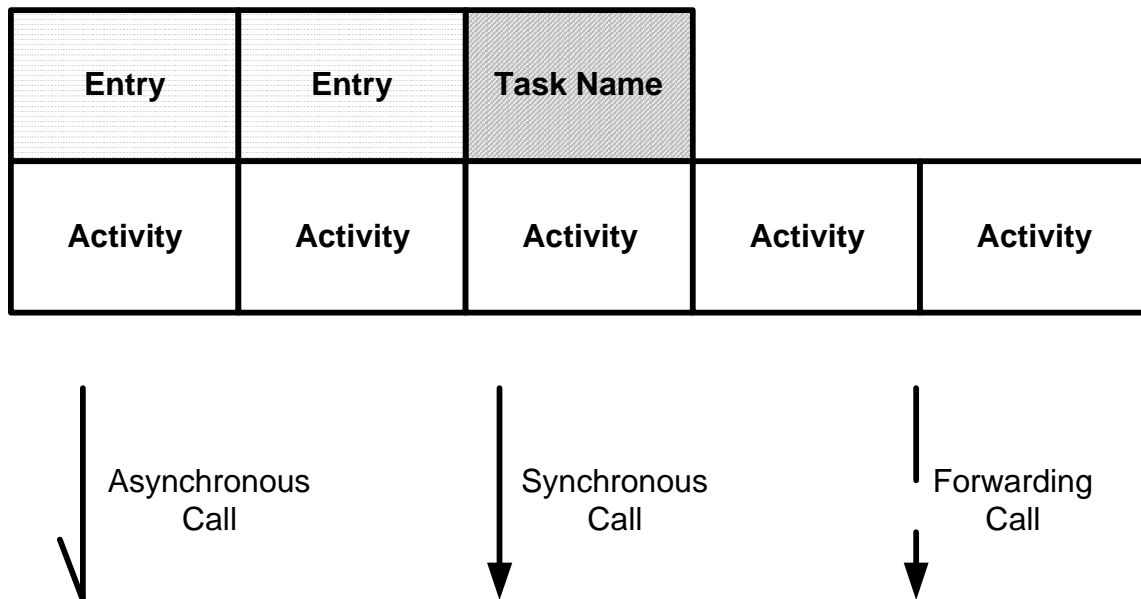 Entry
Entry
Task Name
Activity
Activity
Activity
Activity
Activity
Asynchronous
Call
Synchronous
Call
Forwarding
Call